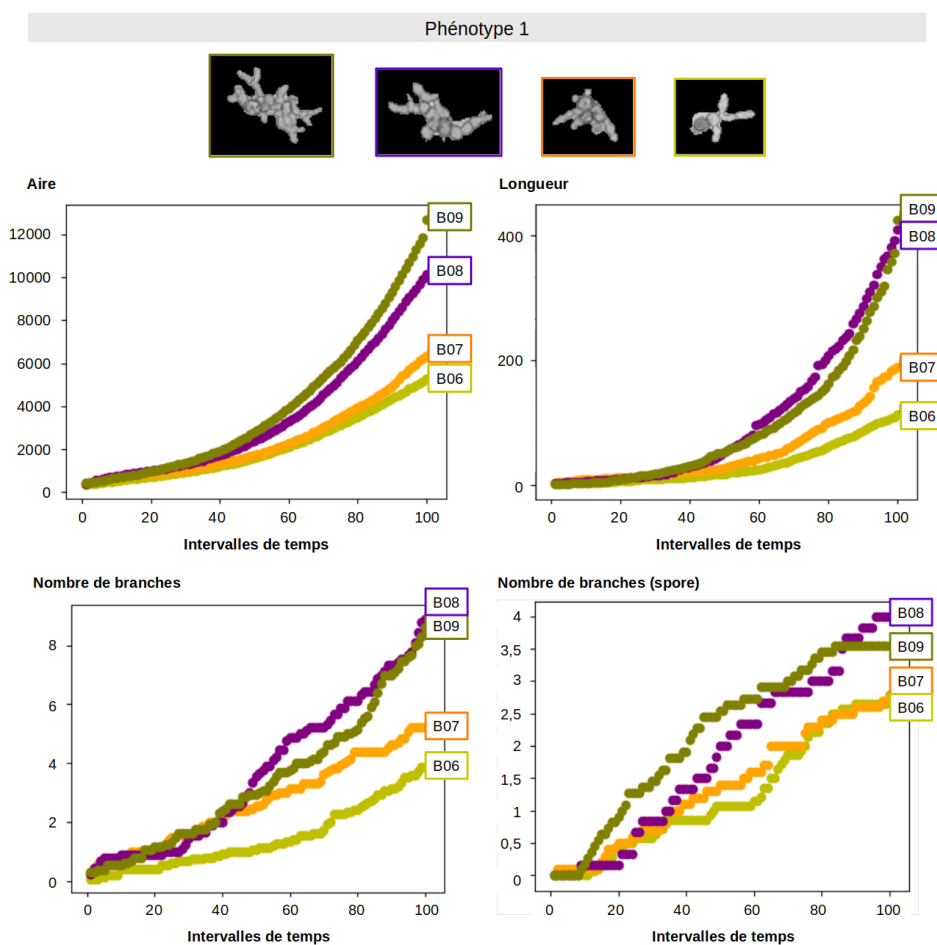 Phénotype 1
Aire
12000
10000
8000
6000
4000
2000
0
0 20 40 60 80 100
B09
B08
B07
B06
Intervalles de temps
Longueur
400
200
0
0 20 40 60 80 100
B09
B08
B07
B06
Intervalles de temps
Nombre de branches
8
6
4
2
0
0 20 40 60 80 100
B08
B09
B07
B06
Intervalles de temps
Nombre de branches (spore)
4
3,5
3
2,5
2
1,5
1
0,5
0
0 20 40 60 80 100
B08
B09
B07
B06
Intervalles de temps